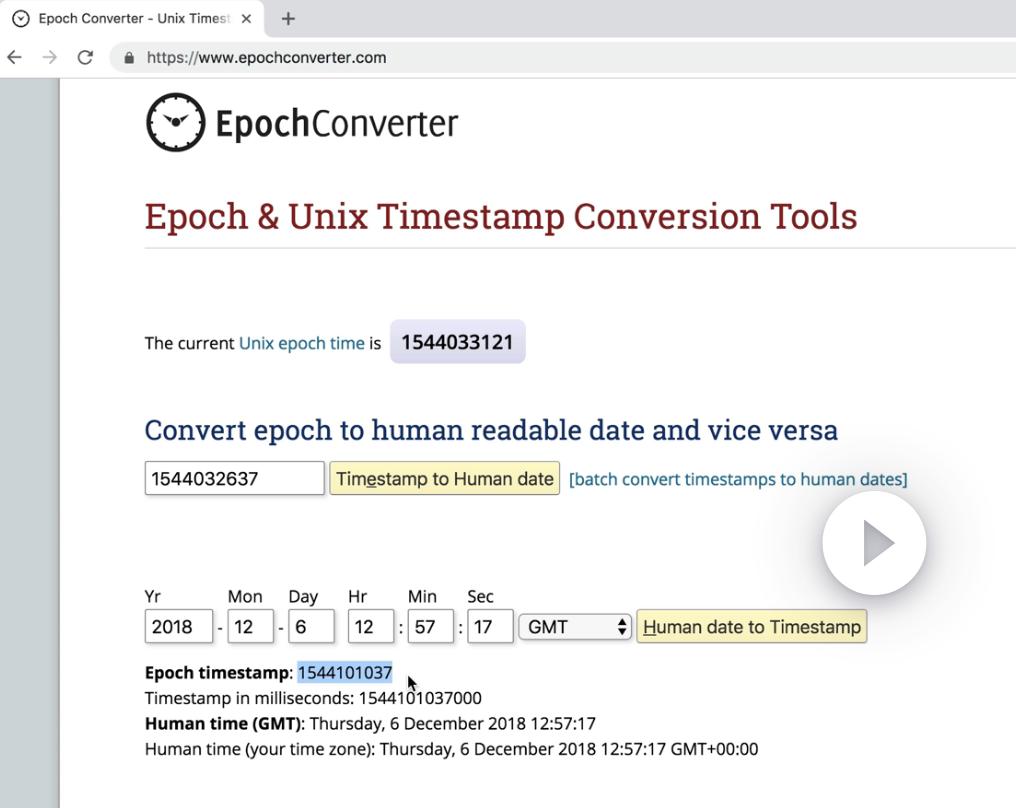 Epoch Converter - Unix Timest
https://www.epochconverter.com
EpochConverter
Epoch & Unix Timestamp Conversion Tools
The current Unix epoch time is 1544033121
Convert epoch to human readable date and vice versa
1544032637 Timestamp to Human date [batch convert timestamps to human dates]
Yr Mon Day Hr Min Sec
2018 - 12 - 6 12 : 57 : 17 GMT Human date to Timestamp
Epoch timestamp: 1544101037
Timestamp in milliseconds: 1544101037000
Human time (GMT): Thursday, 6 December 2018 12:57:17
Human time (your time zone): Thursday, 6 December 2018 12:57:17 GMT+00:00